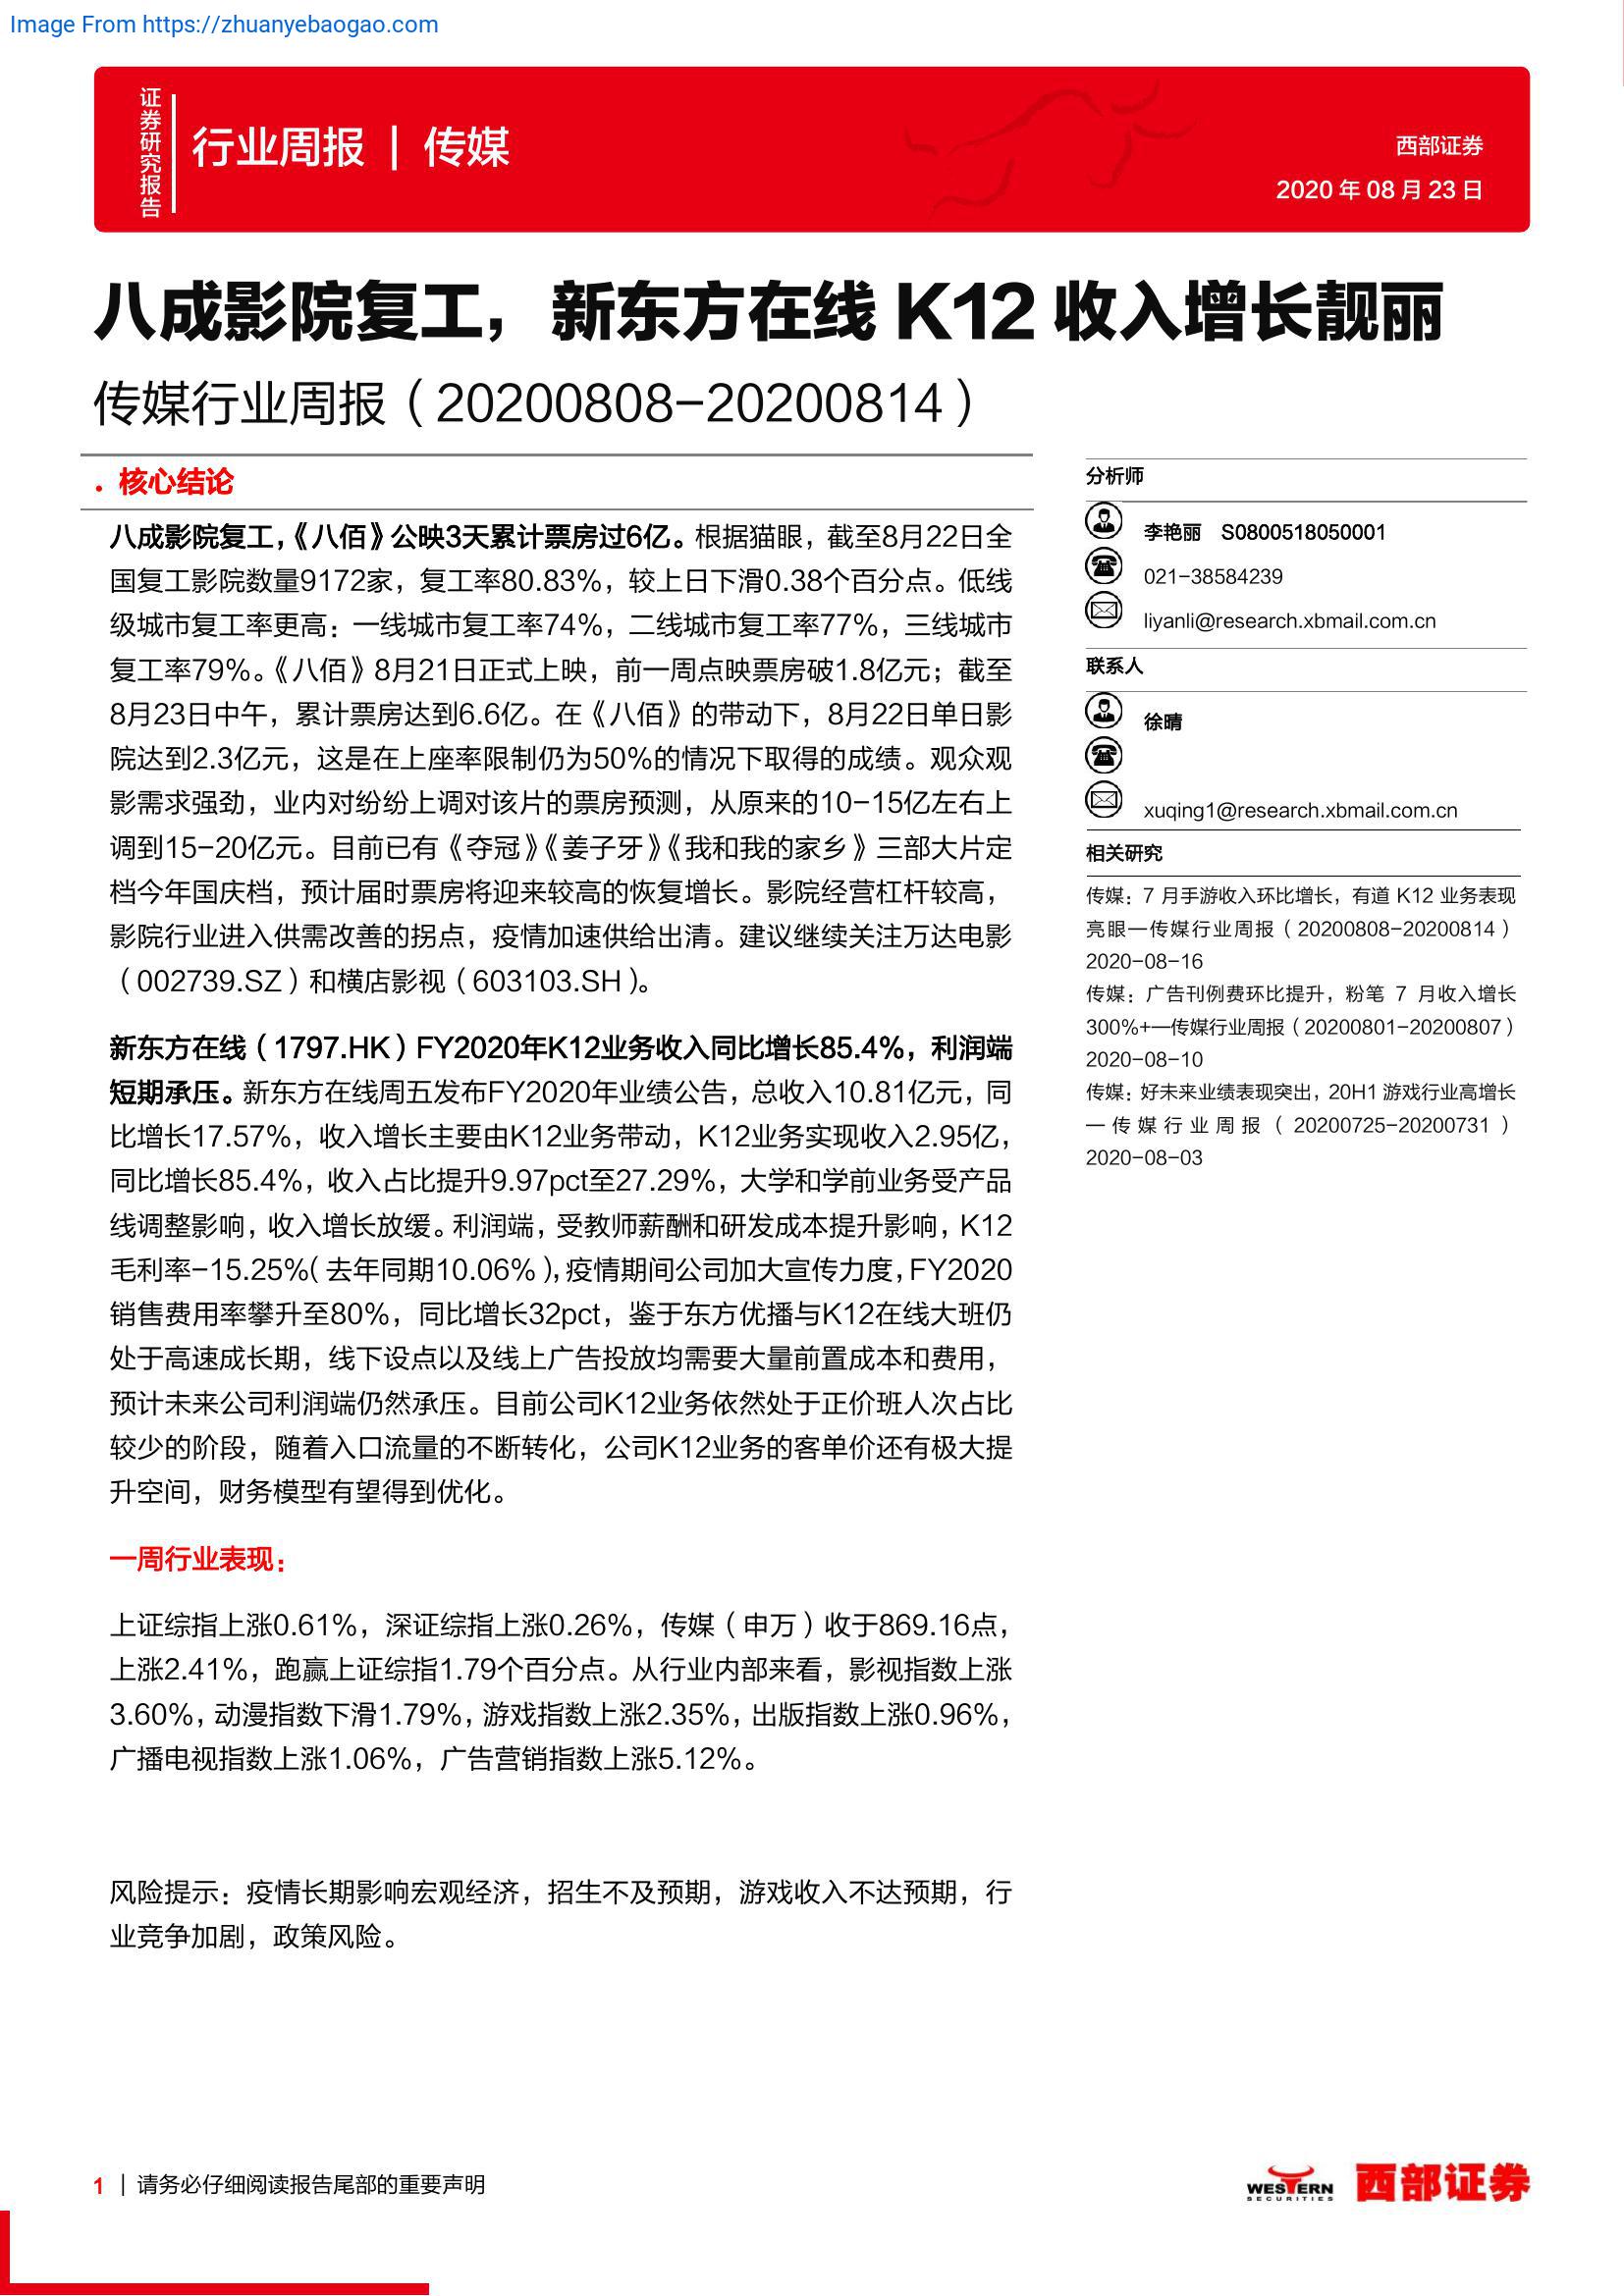 Image From https://zhuanyebaogao.com
证券研究报告
行业周报 | 传媒
西部证券
2020 年 08 月 23 日
八成影院复工，新东方在线 K12 收入增长靓丽
传媒行业周报（20200808-20200814）
• 核心结论
八成影院复工，《八佰》公映3天累计票房过6亿。根据猫眼，截至8月22日全
国复工影院数量9172家，复工率80.83%，较上日下滑0.38个百分点。低线
级城市复工率更高：一线城市复工率74%，二线城市复工率77%，三线城市
复工率79%。《八佰》8月21日正式上映，前一周点映票房破1.8亿元；截至
8月23日中午，累计票房达到6.6亿。在《八佰》的带动下，8月22日单日影
院达到2.3亿元，这是在上座率限制仍为50%的情况下取得的成绩。观众观
影需求强劲，业内对纷纷上调对该片的票房预测，从原来的10-15亿左右上
调到15-20亿元。目前已有《夺冠》《姜子牙》《我和我的家乡》三部大片定
档今年国庆档，预计届时票房将迎来较高的恢复增长。影院经营杠杆较高，
影院行业进入供需改善的拐点，疫情加速供给出清。建议继续关注万达电影
（002739.SZ）和横店影视（603103.SH）。
新东方在线（1797.HK）FY2020年K12业务收入同比增长85.4%，利润端
短期承压。新东方在线周五发布FY2020年业绩公告，总收入10.81亿元，同
比增长17.57%，收入增长主要由K12业务带动，K12业务实现收入2.95亿，
同比增长85.4%，收入占比提升9.97pct至27.29%，大学和学前业务受产品
线调整影响，收入增长放缓。利润端，受教师薪酬和研发成本提升影响，K12
毛利率-15.25%（去年同期10.06%），疫情期间公司加大宣传力度，FY2020
销售费用率攀升至80%，同比增长32pct，鉴于东方优播与K12在线大班仍
处于高速成长期，线下设点以及线上广告投放均需要大量前置成本和费用，
预计未来公司利润端仍然承压。目前公司K12业务依然处于正价班人次占比
较少的阶段，随着入口流量的不断转化，公司K12业务的客单价还有极大提
升空间，财务模型有望得到优化。
一周行业表现：
上证综指上涨0.61%，深证综指上涨0.26%，传媒（申万）收于869.16点，
上涨2.41%，跑赢上证综指1.79个百分点。从行业内部来看，影视指数上涨
3.60%，动漫指数下滑1.79%，游戏指数上涨2.35%，出版指数上涨0.96%，
广播电视指数上涨1.06%，广告营销指数上涨5.12%。
风险提示：疫情长期影响宏观经济，招生不及预期，游戏收入不达预期，行
业竞争加剧，政策风险。
分析师
李艳丽 S0800518050001
021-38584239
liyanli@research.xbmail.com.cn
联系人
徐晴
xuqing1@research.xbmail.com.cn
相关研究
传媒：7 月手游收入环比增长，有道 K12 业务表现
亮眼—传媒行业周报（20200808-20200814）
2020-08-16
传媒：广告刊例费环比提升，粉笔 7 月收入增长
300%+—传媒行业周报（20200801-20200807）
2020-08-10
传媒：好未来业绩表现突出，20H1 游戏行业高增长
—传媒行业周报（20200725-20200731）
2020-08-03
1 | 请务必仔细阅读报告尾部的重要声明
WESTERN
SECURITIES
西部证券